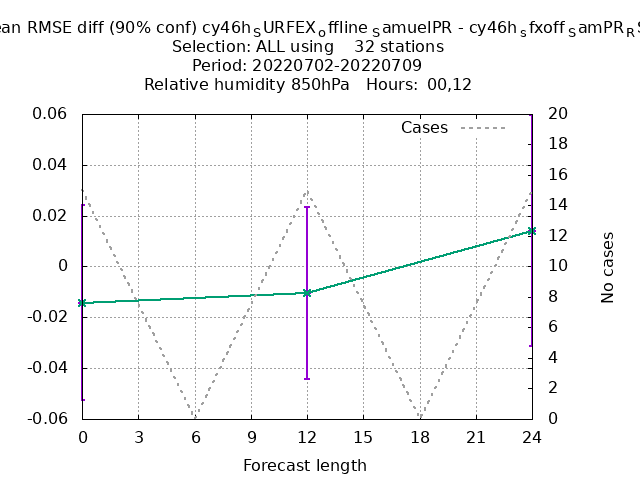 ean RMSE diff (90% conf) cy46hSURFEXoffline SamuelPR - cy46hsfxoffSamPRRS
Selection: ALL using 32 stations
Period: 20220702-20220709
Relative humidity 850hPa Hours: 00,12
Cases
0.06
0.04
0.02
0
-0.02
-0.04
-0.06
20
18
16
14
12
10
8
6
4
2
0
No cases
0 3 6 9 12 15 18 21 24
Forecast length